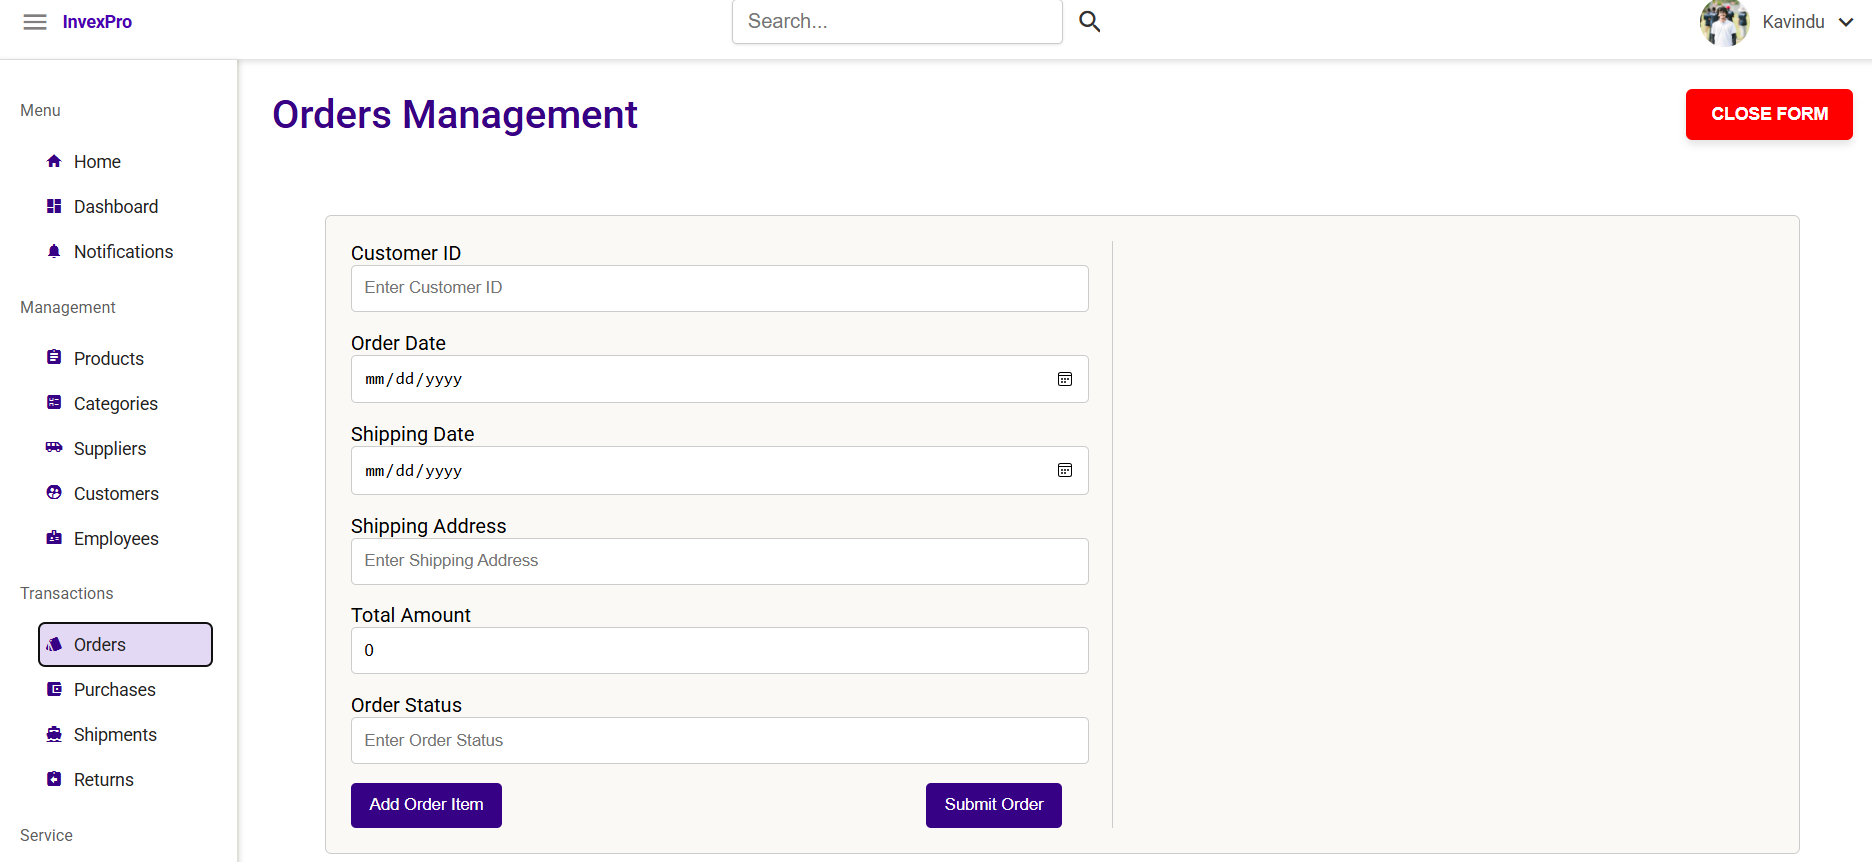 InvexPro
Search...
Kavindu
Menu
Home
Dashboard
Notifications
Management
Products
Categories
Suppliers
Customers
Employees
Transactions
Orders
Purchases
Shipments
Returns
Service
Orders Management
CLOSE FORM
Customer ID
Enter Customer ID
Order Date
mm/dd/yyyy
Shipping Date
mm/dd/yyyy
Shipping Address
Enter Shipping Address
Total Amount
0
Order Status
Enter Order Status
Add Order Item
Submit Order